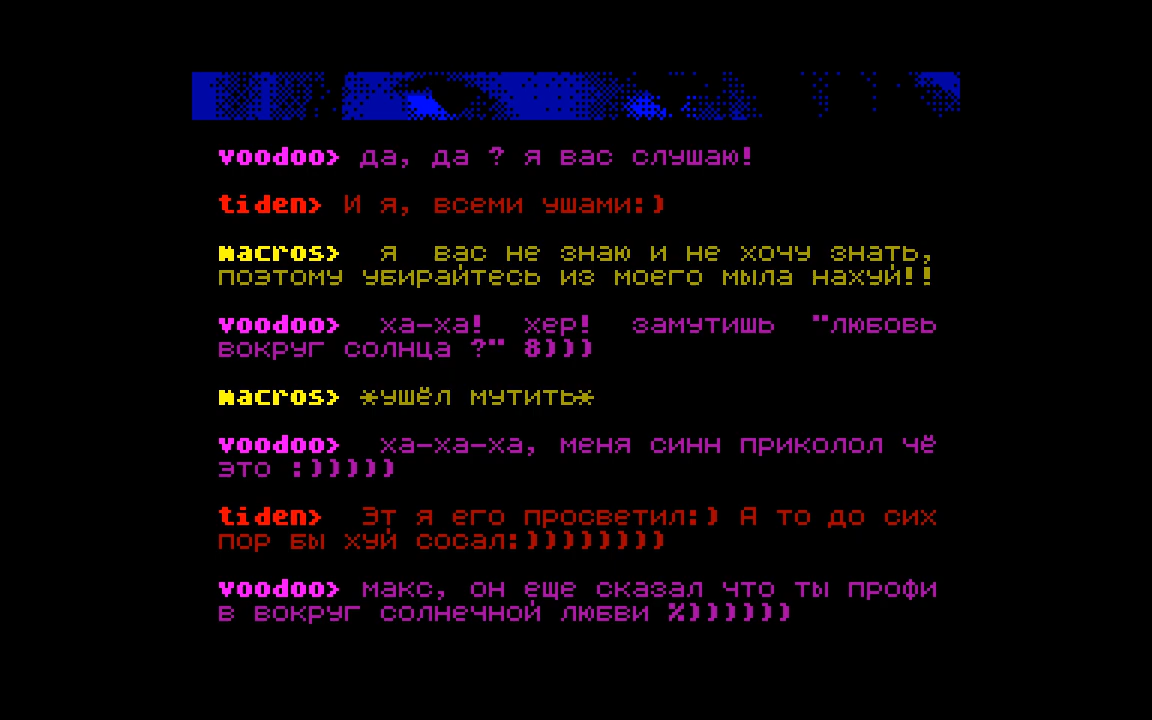 voodoo> да, да ? я вас слушаю!
tiden> И я, всеми ушами:)
macros> я вас не знаю и не хочу знать,
поэтому убирайтесь из моего мыла нахуй!!
voodoo> ха-ха! хер! замутишь "любовь
вокруг солнца ?" 8)))
macros> *ушёл мутить*
voodoo> ха-ха-ха, меня синн приколол чё
это :)))))
tiden> Эт я его просветил:) А то до сих
пор бы хуй сосал:))))))))
voodoo> макс, он еще сказал что ты профи
в вокруг солнечной любви %))))))